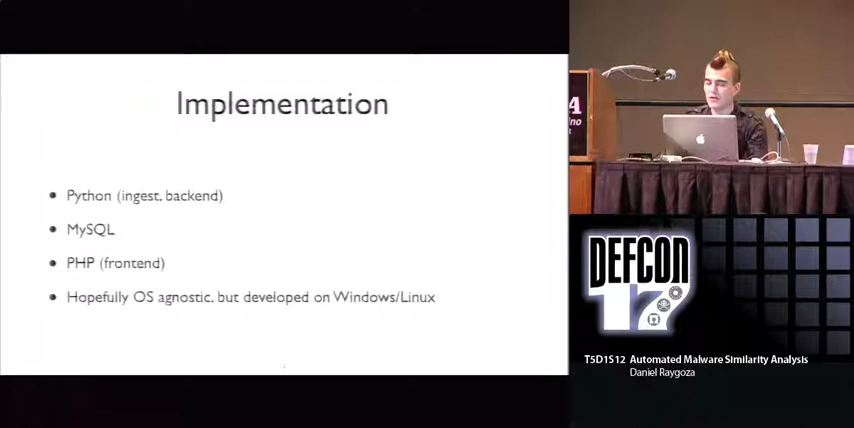 Implementation
Python (ingest, backend)
MySQL
PHP (frontend)
Hopefully OS agnostic, but developed on Windows/Linux
DEFCON
17
T5D1S12 Automated Malware Similarity Analysis
Daniel Raygoza